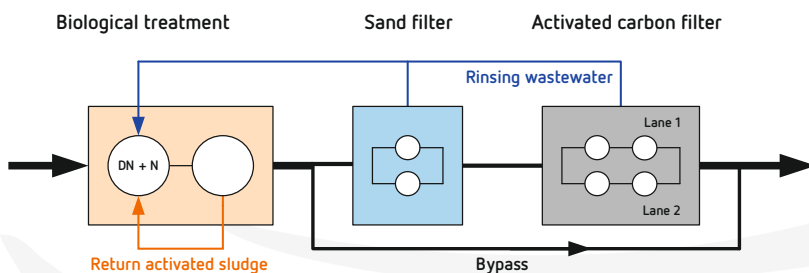 Biological treatment
Sand filter
Activated carbon filter
Rinsing wastewater
Lane 1
DN + N
Lane 2
Return activated sludge
Bypass